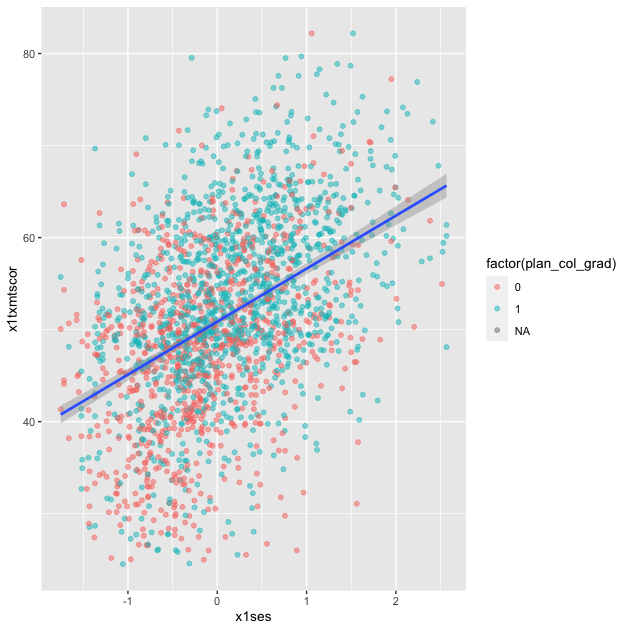 80
60
40
x1txmtscor
-1
0
1
2
x1ses
factor(plan_col_grad)
0
1
NA